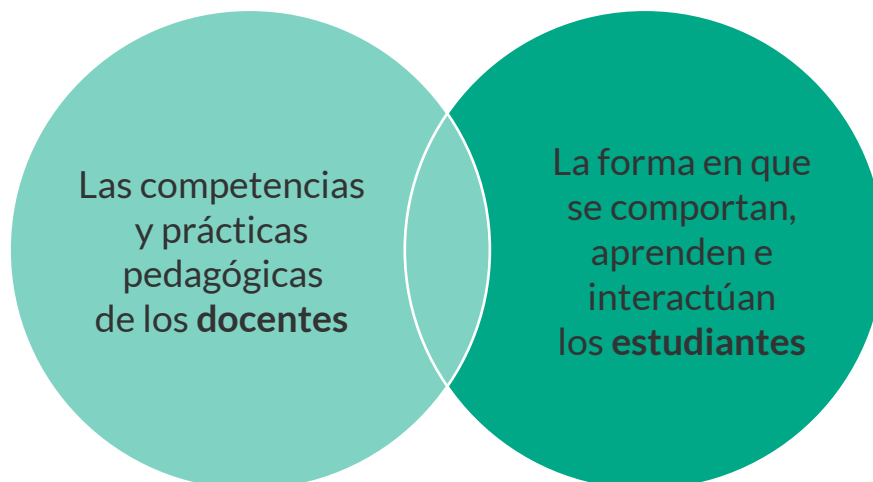 Las competencias
y prácticas
pedagógicas
de los docentes
La forma en que
se comportan,
aprenden e
interactúan
los estudiantes